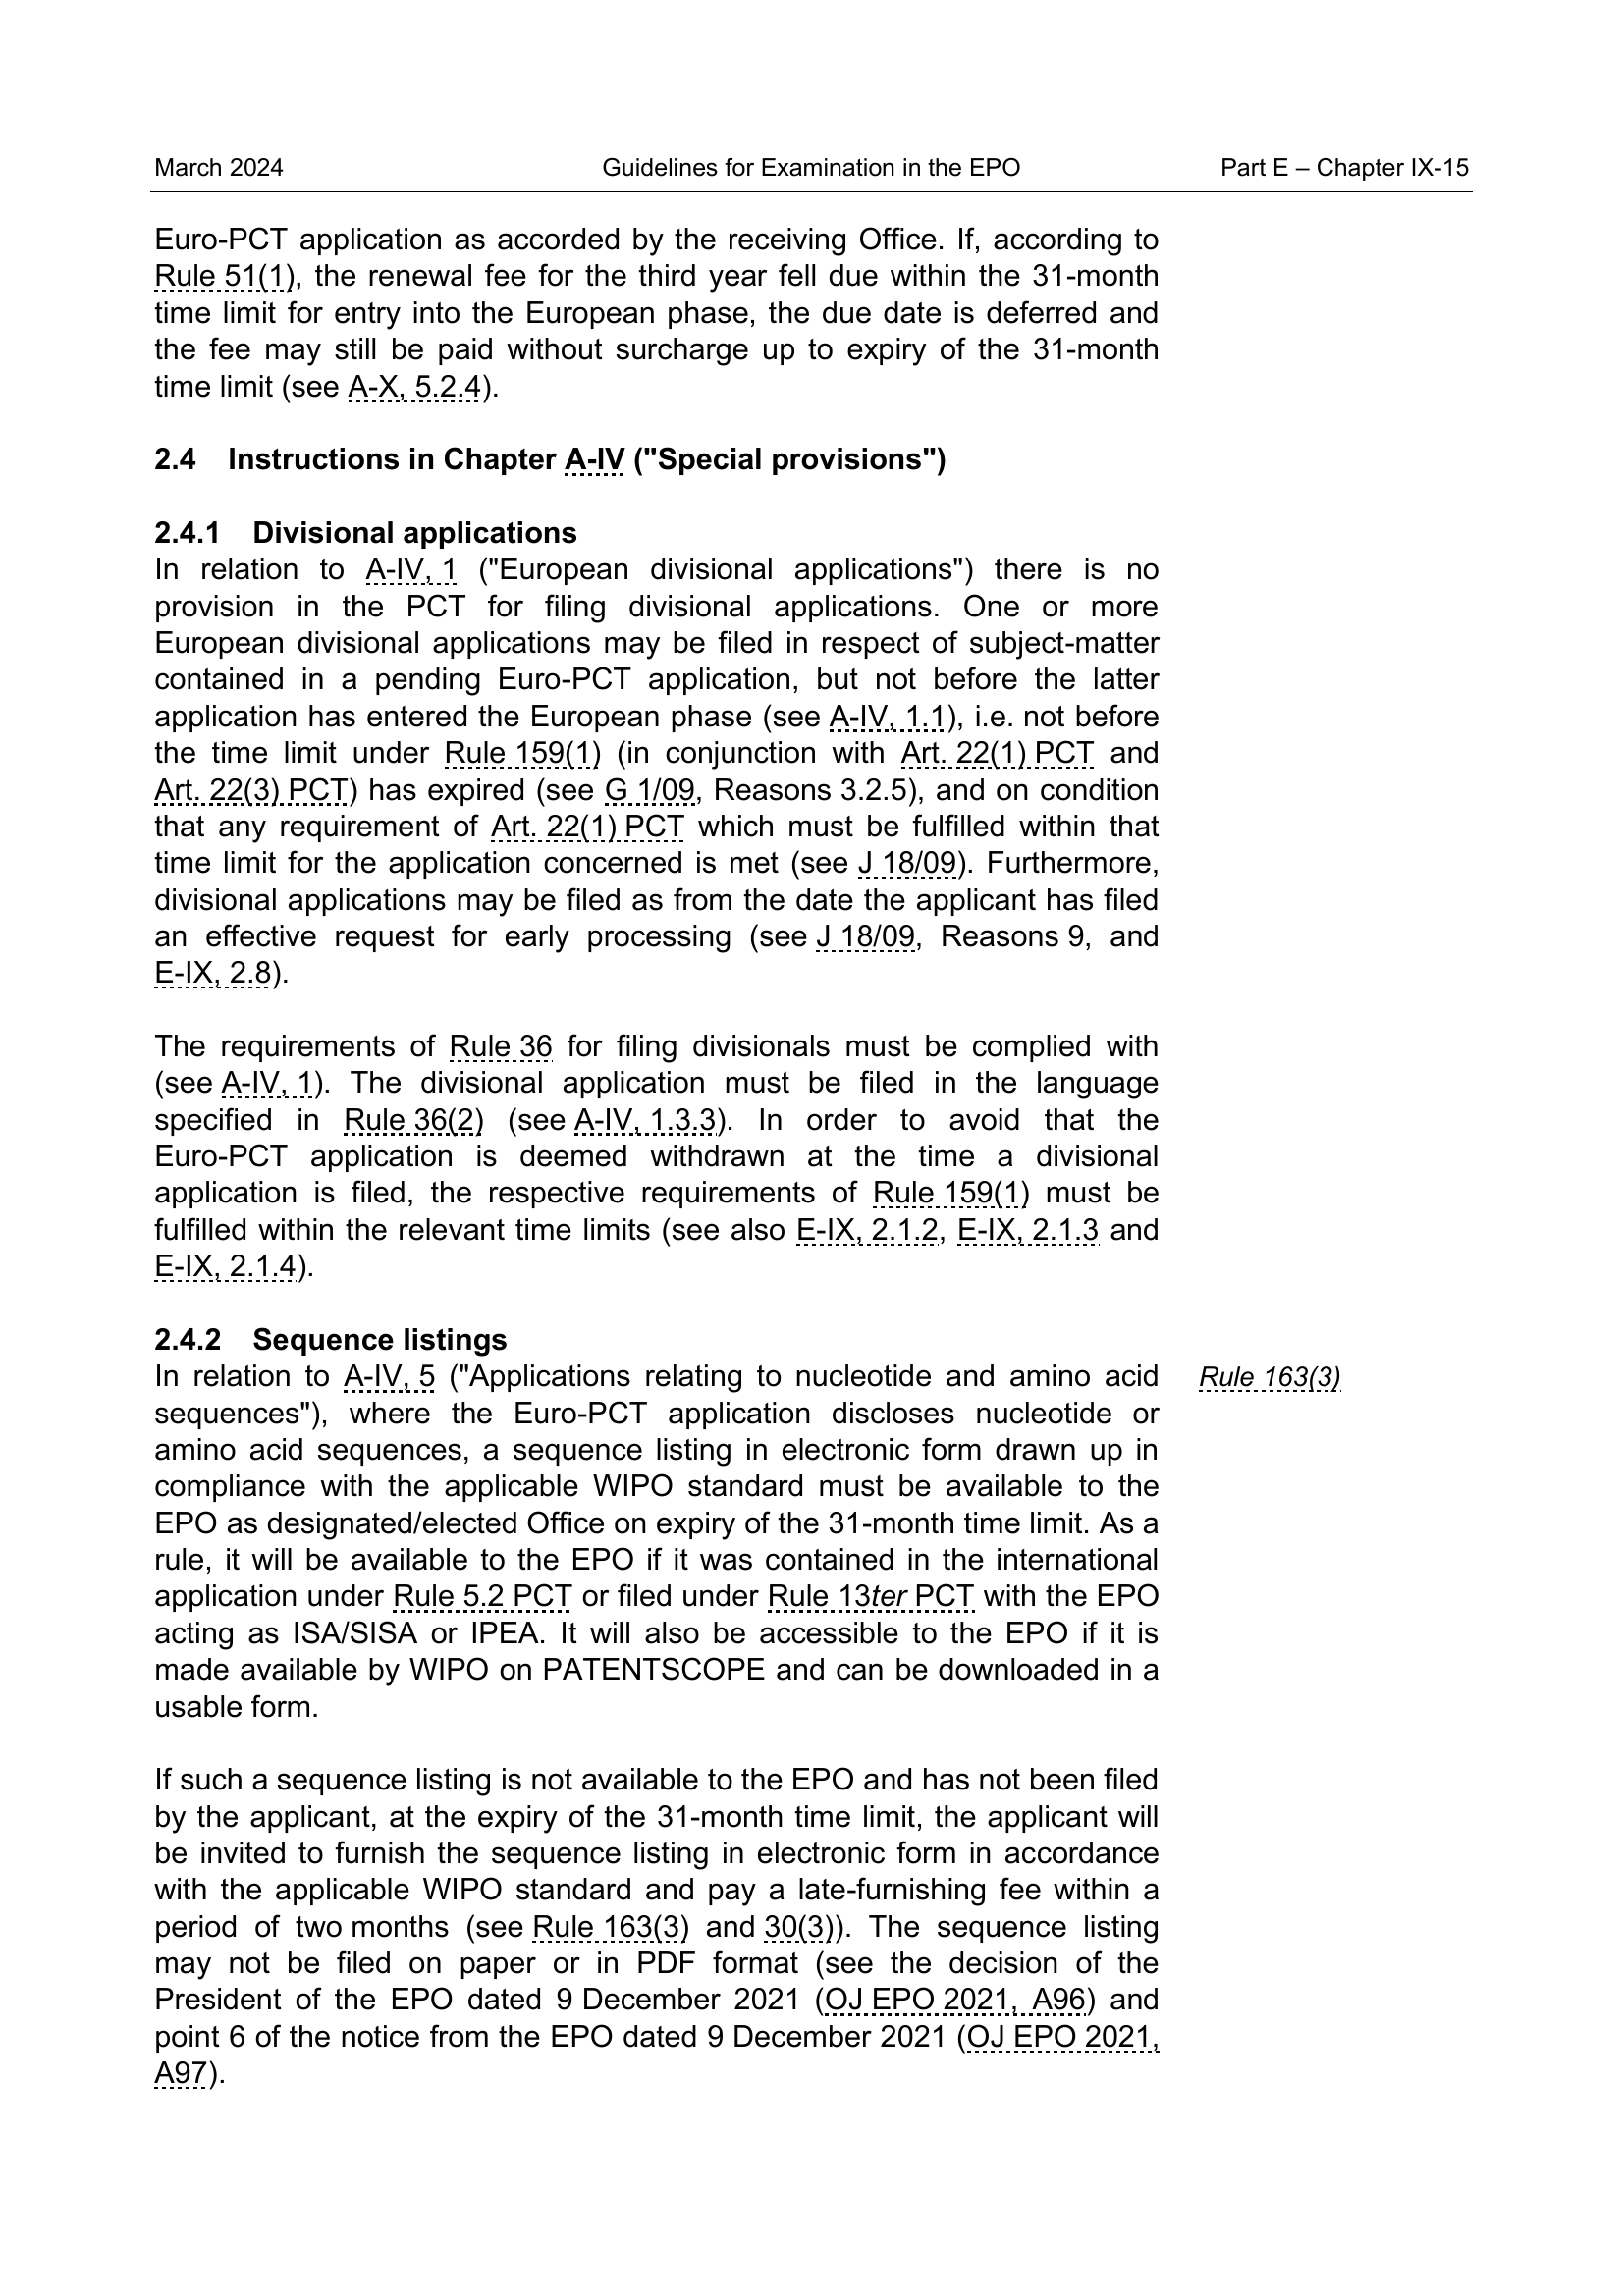 March 2024 Guidelines for Examination in the EPO Part E – Chapter IX-15
Euro-PCT application as accorded by the receiving Office. If, according to
Rule 51(1), the renewal fee for the third year fell due within the 31-month
time limit for entry into the European phase, the due date is deferred and
the fee may still be paid without surcharge up to expiry of the 31-month
time limit (see A-X, 5.2.4).
2.4 Instructions in Chapter A-IV ("Special provisions")
2.4.1 Divisional applications
In relation to A-IV, 1 ("European divisional applications") there is no
provision in the PCT for filing divisional applications. One or more
European divisional applications may be filed in respect of subject-matter
contained in a pending Euro-PCT application, but not before the latter
application has entered the European phase (see A-IV, 1.1), i.e. not before
the time limit under Rule 159(1) (in conjunction with Art. 22(1) PCT and
Art. 22(3) PCT) has expired (see G 1/09, Reasons 3.2.5), and on condition
that any requirement of Art. 22(1) PCT which must be fulfilled within that
time limit for the application concerned is met (see J 18/09). Furthermore,
divisional applications may be filed as from the date the applicant has filed
an effective request for early processing (see J 18/09, Reasons 9, and
E-IX, 2.8).
The requirements of Rule 36 for filing divisionals must be complied with
(see A-IV, 1). The divisional application must be filed in the language
specified in Rule 36(2) (see A-IV, 1.3.3). In order to avoid that the
Euro-PCT application is deemed withdrawn at the time a divisional
application is filed, the respective requirements of Rule 159(1) must be
fulfilled within the relevant time limits (see also E-IX, 2.1.2, E-IX, 2.1.3 and
E-IX, 2.1.4).
2.4.2 Sequence listings
In relation to A-IV, 5 ("Applications relating to nucleotide and amino acid Rule 163(3)
sequences"), where the Euro-PCT application discloses nucleotide or
amino acid sequences, a sequence listing in electronic form drawn up in
compliance with the applicable WIPO standard must be available to the
EPO as designated/elected Office on expiry of the 31-month time limit. As a
rule, it will be available to the EPO if it was contained in the international
application under Rule 5.2 PCT or filed under Rule 13ter PCT with the EPO
acting as ISA/SISA or IPEA. It will also be accessible to the EPO if it is
made available by WIPO on PATENTSCOPE and can be downloaded in a
usable form.
If such a sequence listing is not available to the EPO and has not been filed
by the applicant, at the expiry of the 31-month time limit, the applicant will
be invited to furnish the sequence listing in electronic form in accordance
with the applicable WIPO standard and pay a late-furnishing fee within a
period of two months (see Rule 163(3) and 30(3)). The sequence listing
may not be filed on paper or in PDF format (see the decision of the
President of the EPO dated 9 December 2021 (OJ EPO 2021, A96) and
point 6 of the notice from the EPO dated 9 December 2021 (OJ EPO 2021,
A97).